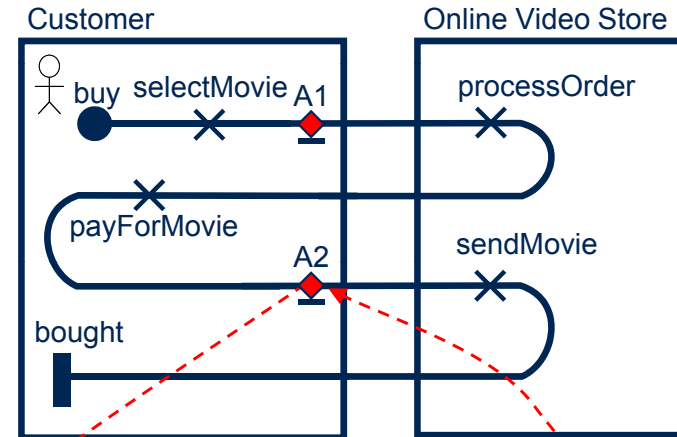 Customer
Online Video Store
buy
selectMovie
A1
processOrder
payForMovie
A2
sendMovie
bought